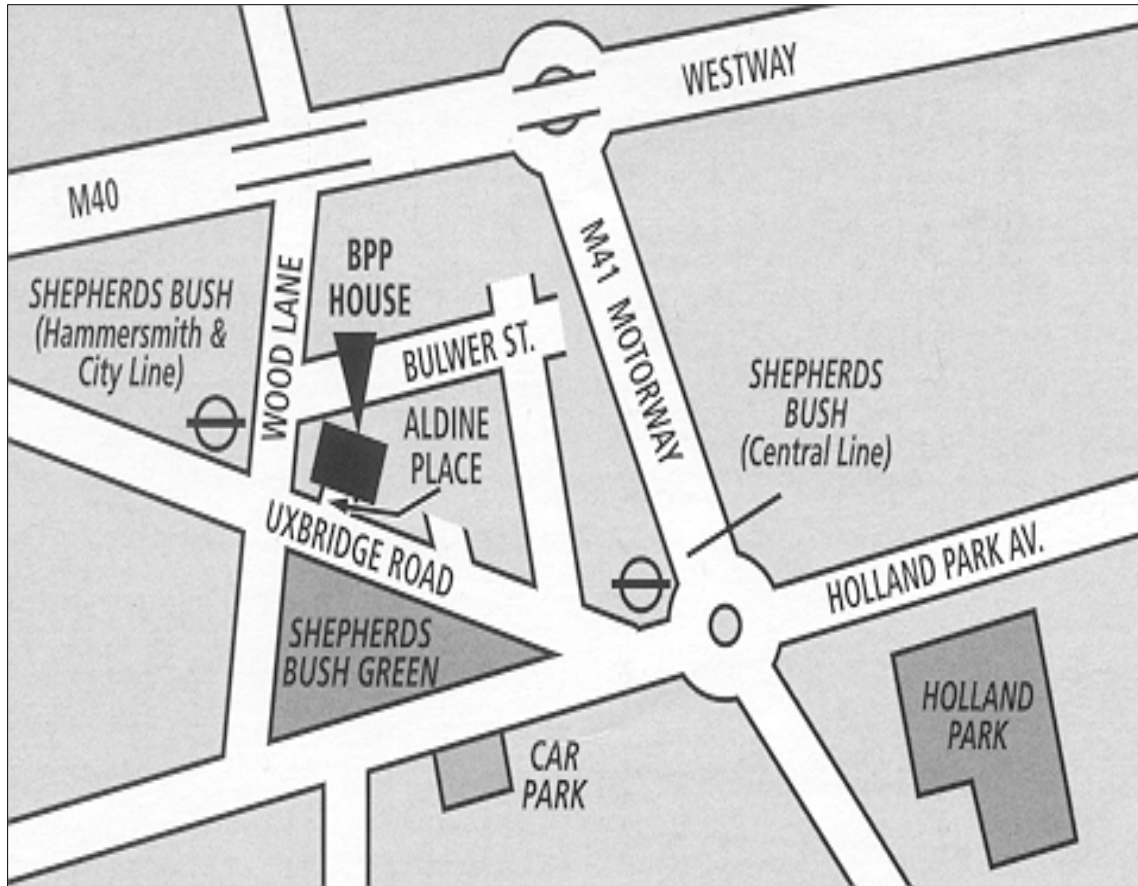 WESTWAY
M40
BPP
HOUSE
SHEPHERDS BUSH
(Hammersmith &
City Line)
WOOD LANE
BULWER ST.
M41 MOTORWAY
SHEPHERDS
BUSH
(Central Line)
ALDINE
PLACE
UXBRIDGE ROAD
HOLLAND PARK AV.
SHEPHERDS
BUSH GREEN
HOLLAND
PARK
CAR
PARK